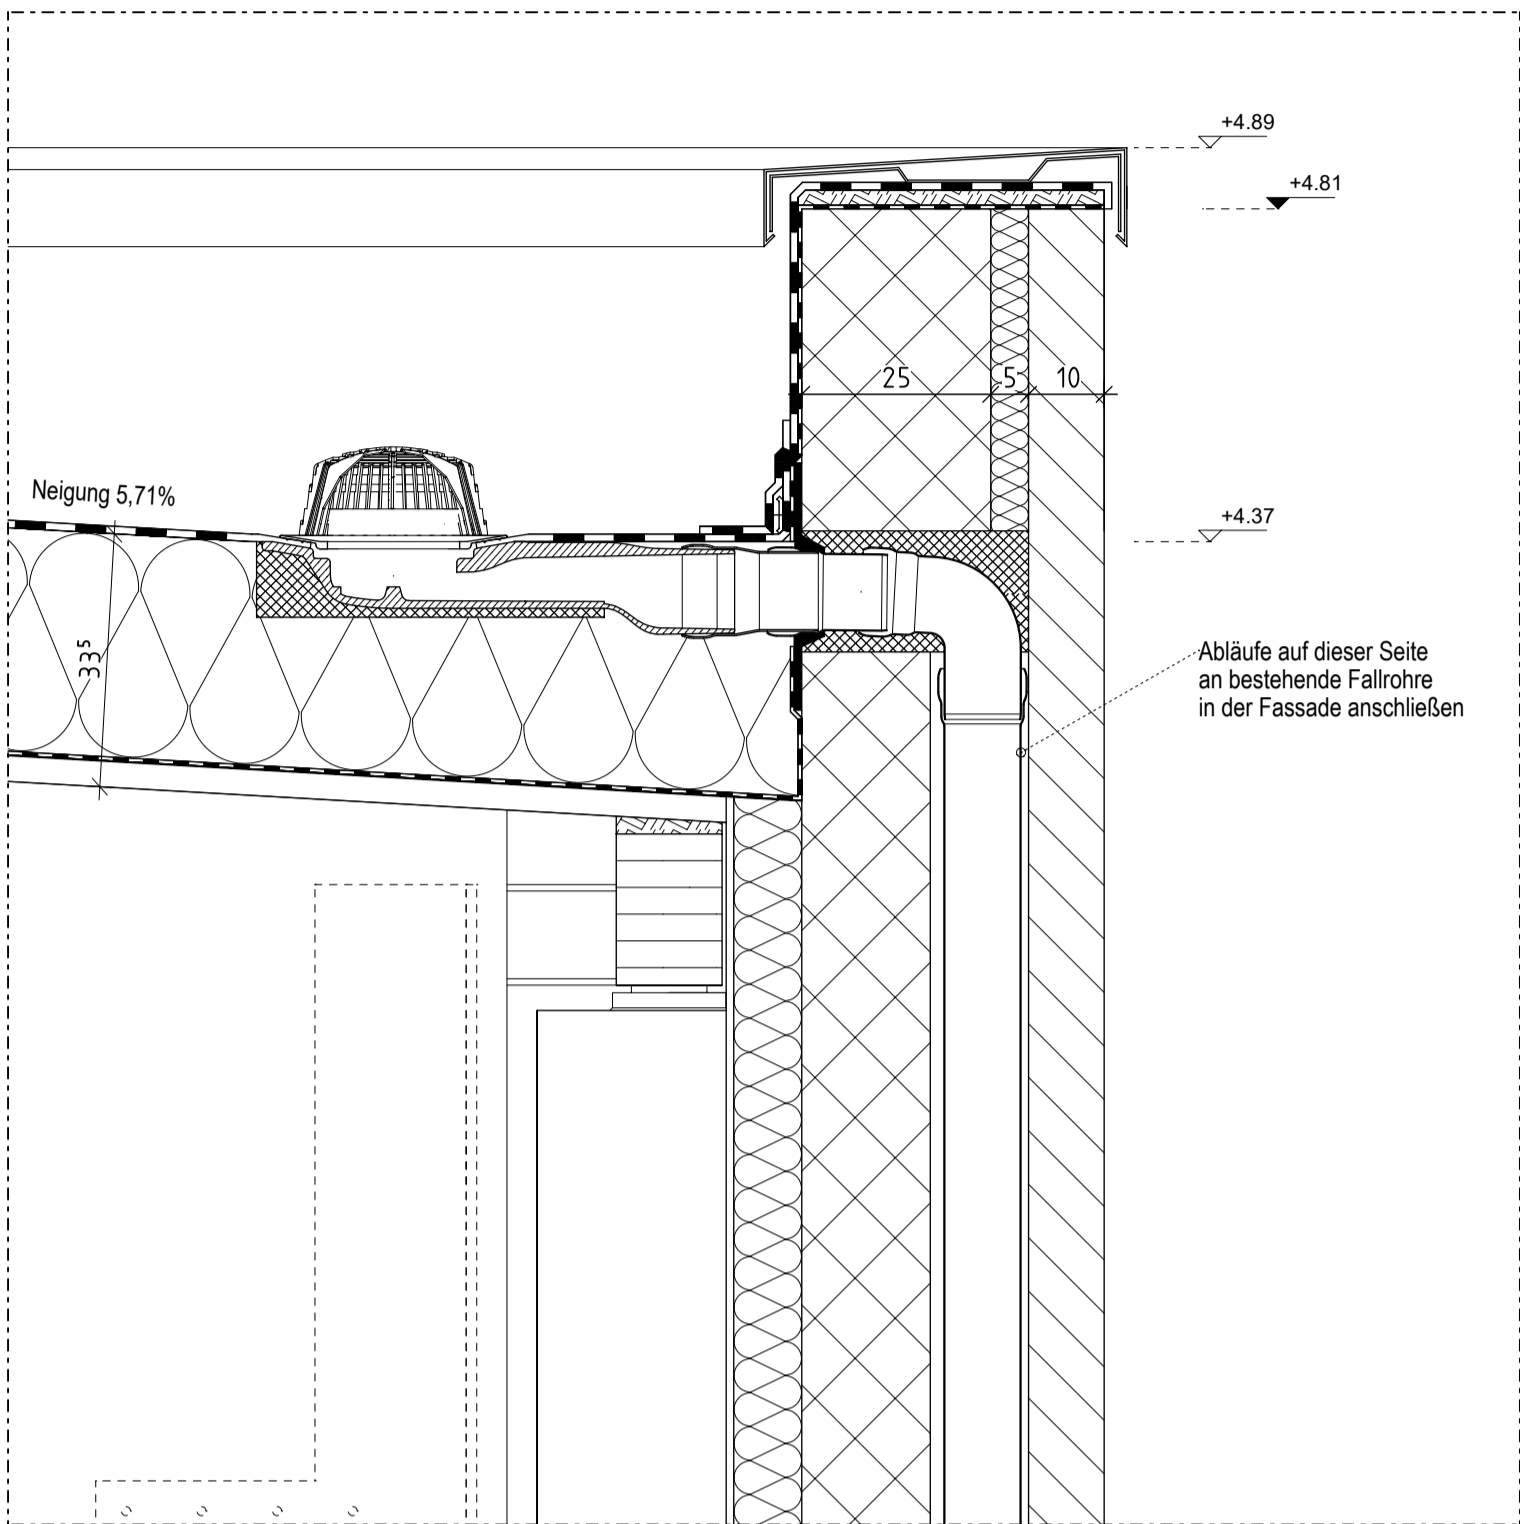 +4.89
+4.81
25 5 10
Neigung 5,71%
+4.37
33⁵
Abläufe auf dieser Seite
an bestehende Fallrohre
in der Fassade anschließen